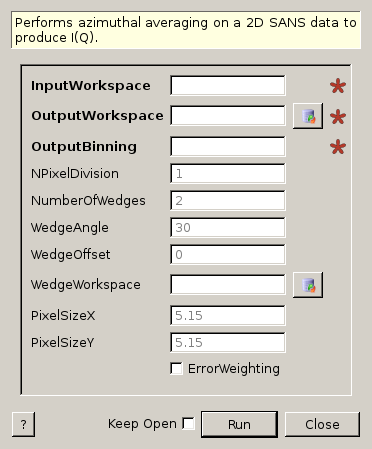 Performs azimuthal averaging on a 2D SANS data to
produce I(Q).
InputWorkspace
OutputWorkspace
OutputBinning
NPixelDivision 1
NumberOfWedges 2
WedgeAngle 30
WedgeOffset 0
WedgeWorkspace
PixelSizeX 5.15
PixelSizeY 5.15
ErrorWeighting
? Keep Open Run Close